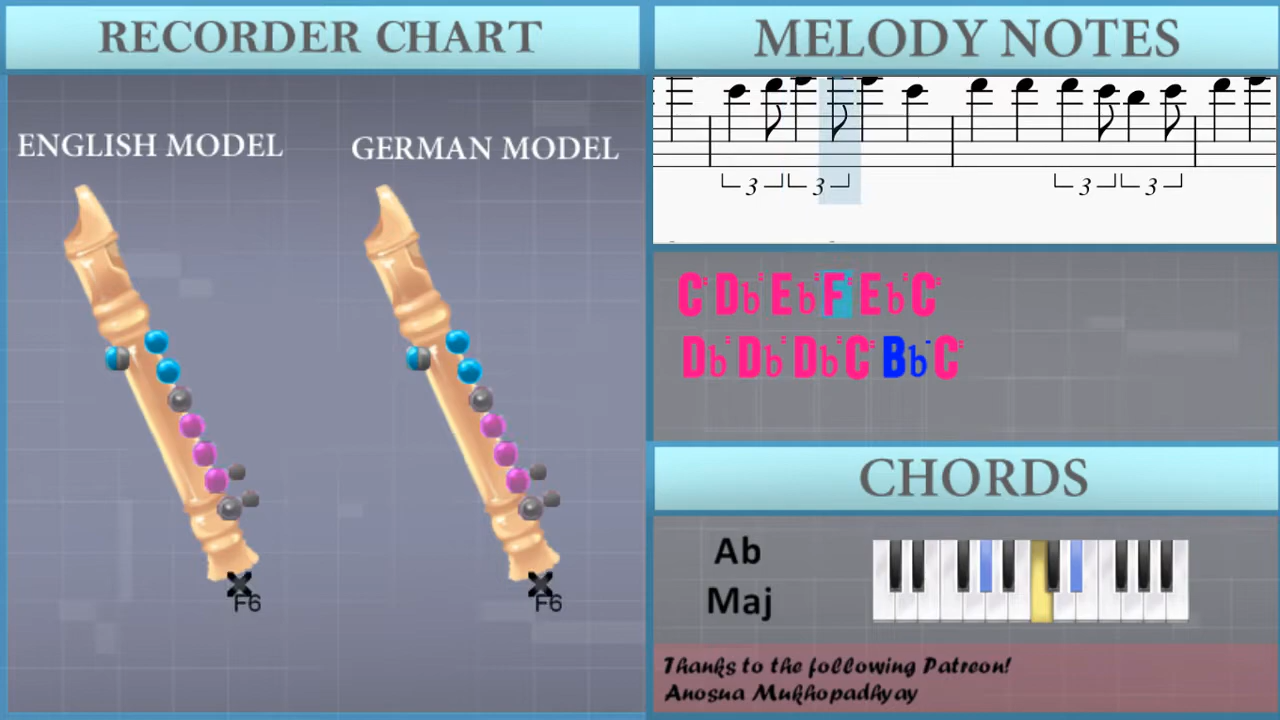 RECORDER CHART
ENGLISH MODEL
GERMAN MODEL
F6
F6
MELODY NOTES
3 3 3 3
C Db Eb F Eb C
Db Db Db C Bb C
CHORDS
Ab
Maj
Thanks to the following Patreon!
Anosua Mukhopadhyay